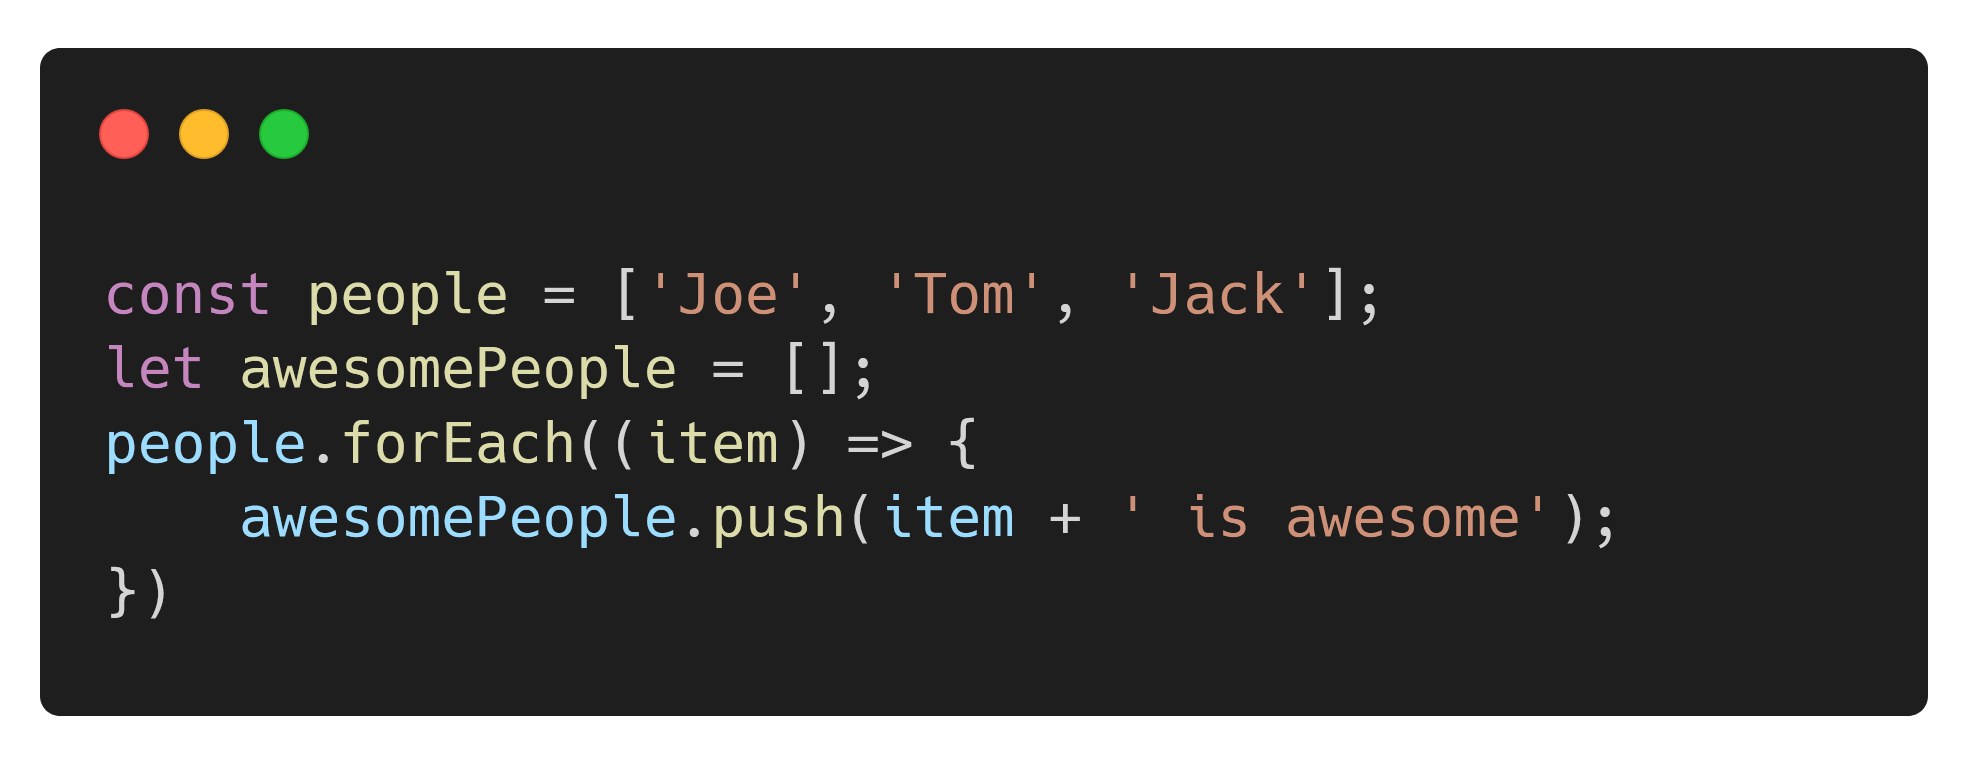 const people = ['Joe', 'Tom', 'Jack'];
let awesomePeople = [];
people.forEach((item) => {
    awesomePeople.push(item + ' is awesome');
})